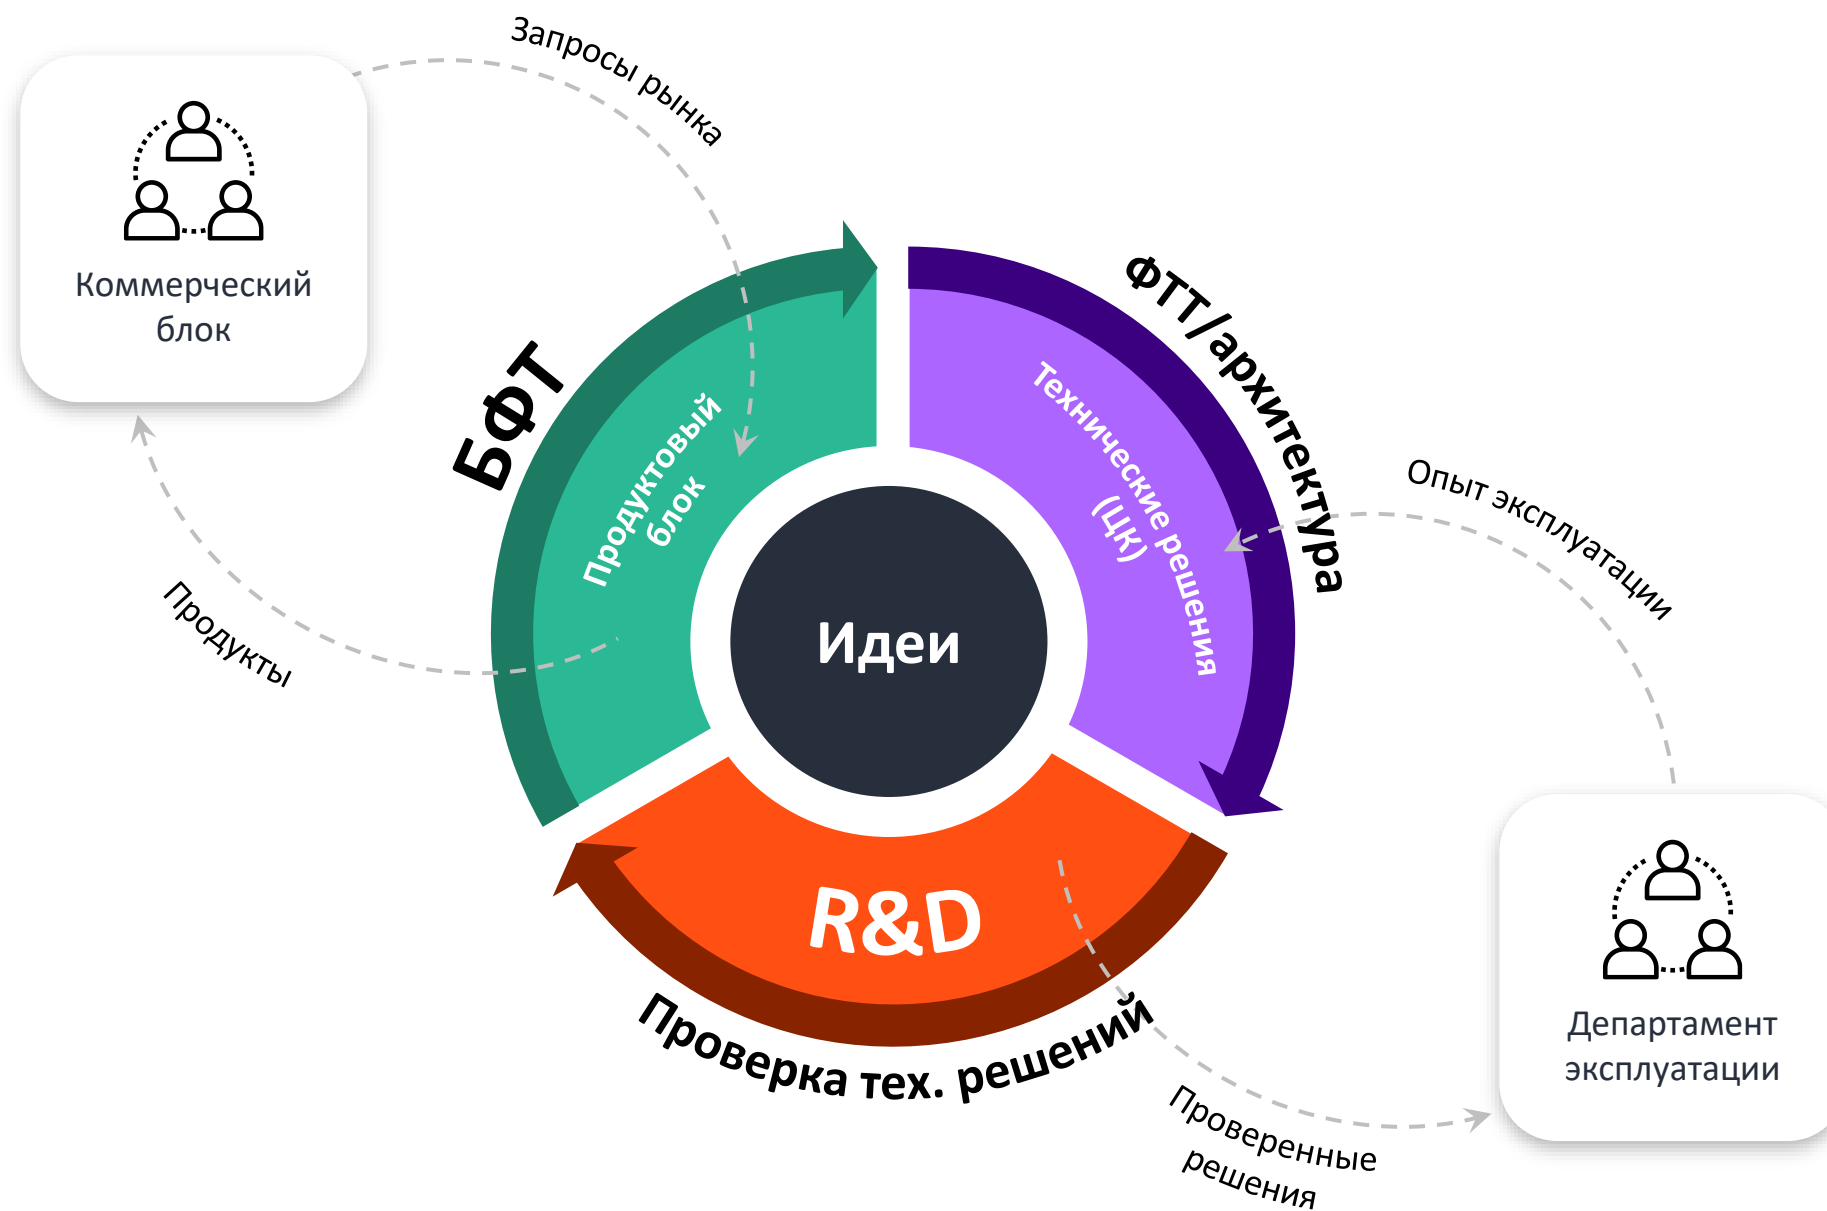 Запросы рынка
Коммерческий
блок
БФТ
Продуктовый
блок
ФТТ/архитектура
Технические решения
(ЦК)
Опыт эксплуатации
Продукты
Идеи
R&D
Проверка тех. решений
Департамент
эксплуатации
Проверенные
решения